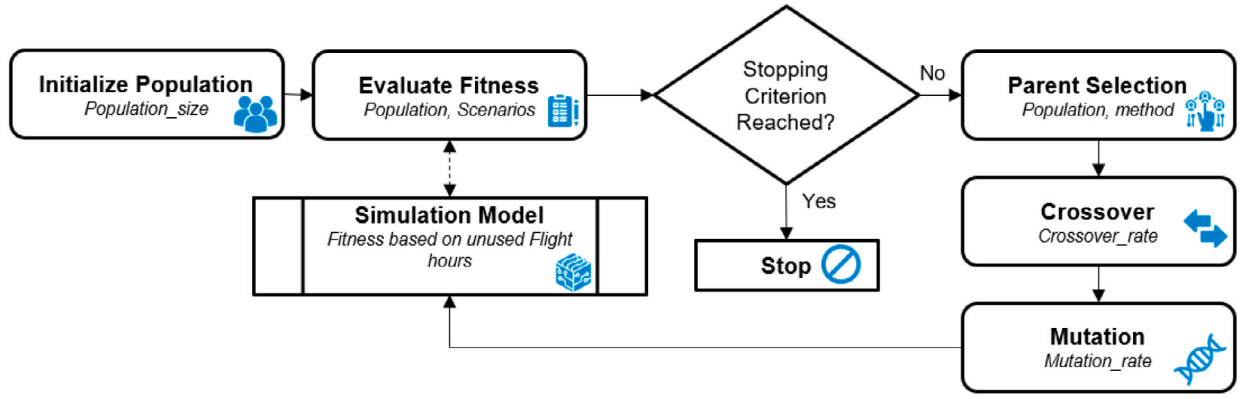 Initialize Population
Population_size
Evaluate Fitness
Population, Scenarios
Stopping
Criterion
Reached?
No
Parent Selection
Population, method
Yes
Simulation Model
Fitness based on unused Flight
hours
Stop
Crossover
Crossover_rate
Mutation
Mutation_rate